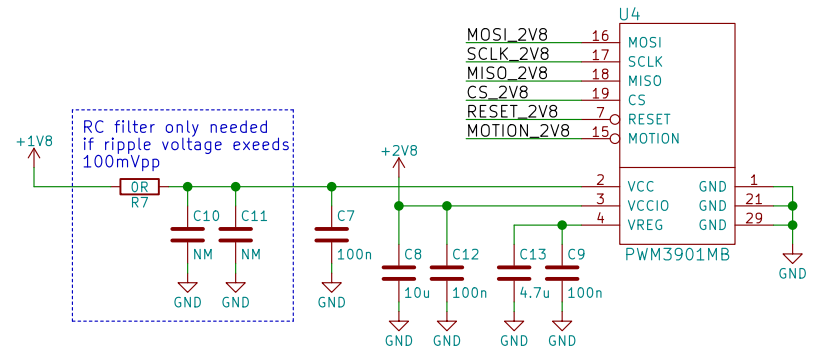 U4
MOSI_2V8 16 MOSI
SCLK_2V8 17 SCLK
MISO_2V8 18 MISO
CS_2V8 19 CS
RESET_2V8 7 RESET
MOTION_2V8 15 MOTION
RC filter only needed
if ripple voltage exeeds
100mVpp
+1V8
+2V8
0R
R7
2 VCC GND 1
3 VCCIO GND 21
4 VREG GND 29
PWM3901MB
C10
NM
GND
C11
NM
GND
C7
100n
GND
C8
10u
GND
C12
100n
GND
C13
4.7u
GND
C9
100n
GND
GND